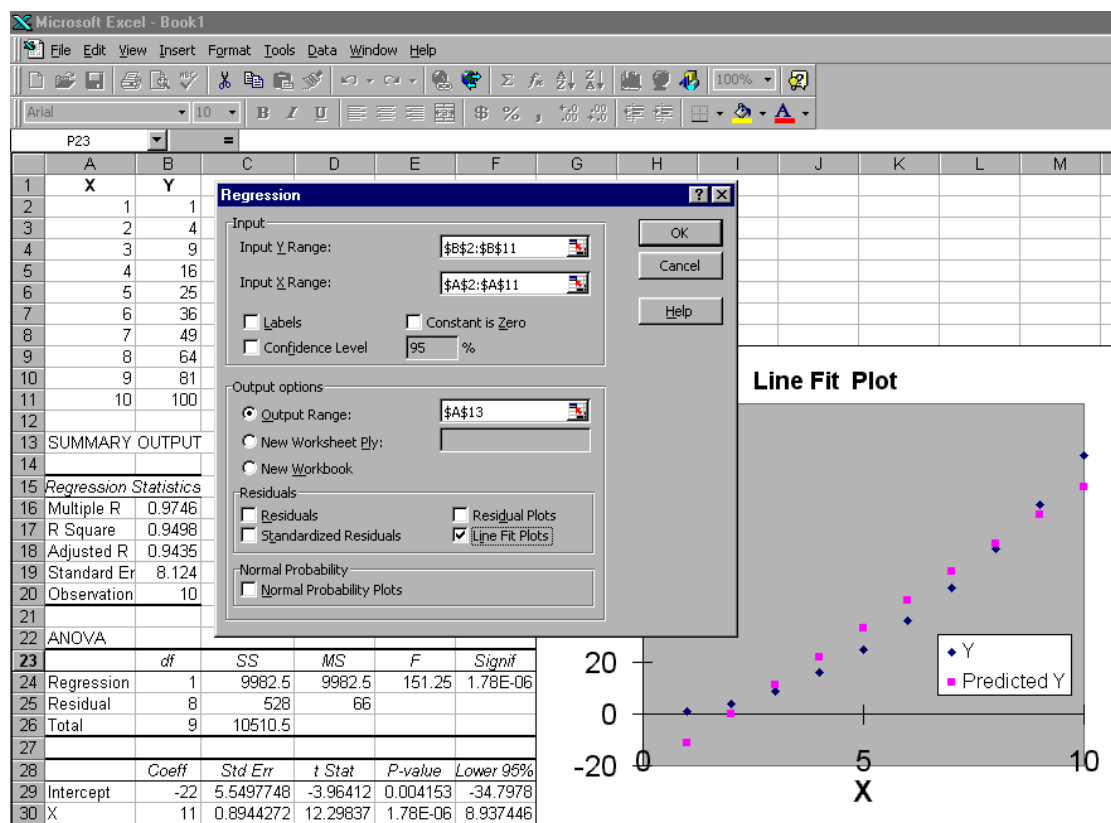 Microsoft Excel - Book1
File Edit View Insert Format Tools Data Window Help
100%
Arial 10 B I U $ % ,
P23 =
A B C D E F G H I J K L M
1 X Y
2 1 1
3 2 4
4 3 9
5 4 16
6 5 25
7 6 36
8 7 49
9 8 64
10 9 81
11 10 100
12
13 SUMMARY OUTPUT
14
15 Regression Statistics
16 Multiple R 0.9746
17 R Square 0.9498
18 Adjusted R 0.9435
19 Standard Er 8.124
20 Observation 10
21
22 ANOVA
23 df SS MS F Signif
24 Regression 1 9982.5 9982.5 151.25 1.78E-06
25 Residual 8 528 66
26 Total 9 10510.5
27
28 Coeff Std Err t Stat P-value Lower 95%
29 Intercept -22 5.5497748 -3.96412 0.004153 -34.7978
30 X 11 0.8944272 12.29837 1.78E-06 8.937446
Regression
Input
Input Y Range: $B$2:$B$11
Input X Range: $A$2:$A$11
Labels Constant is Zero
Confidence Level 95 %
Output options
Output Range: $A$13
New Worksheet Ply:
New Workbook
Residuals
Residuals Residual Plots
Standardized Residuals Line Fit Plots
Normal Probability
Normal Probability Plots
OK
Cancel
Help
Line Fit Plot
20
0
-20
0 5 10
X
Y
Predicted Y